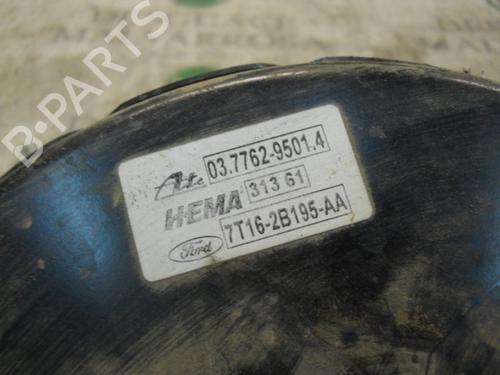 Ate 03.7762-9501.4
HEMA 313 61
Ford 7T16-2B195-AA
B-PARTS